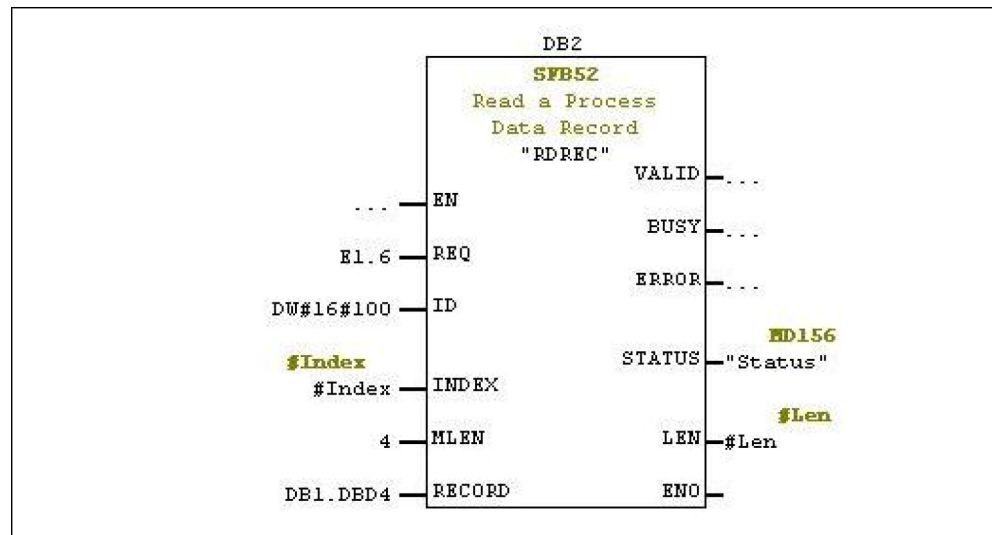 DB2
SFB52
Read a Process
Data Record
"RDREC"
VALID ...
... EN
BUSY ...
E1.6 REQ
ERROR ...
DW#16#100 ID
MD156
STATUS "Status"
#Index
#Index INDEX
#Len
4 MLEN
LEN #Len
DB1.DBD4 RECORD
ENO